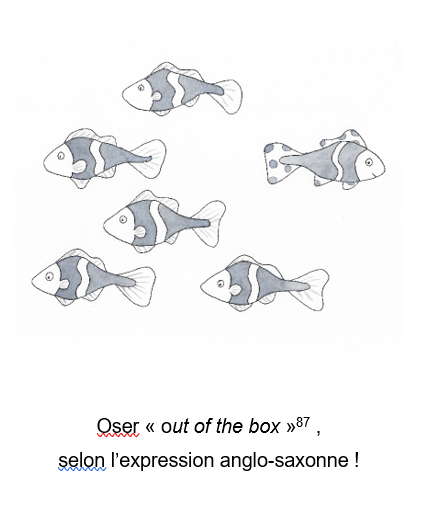 Oser « out of the box »87 ,
selon l’expression anglo-saxonne !